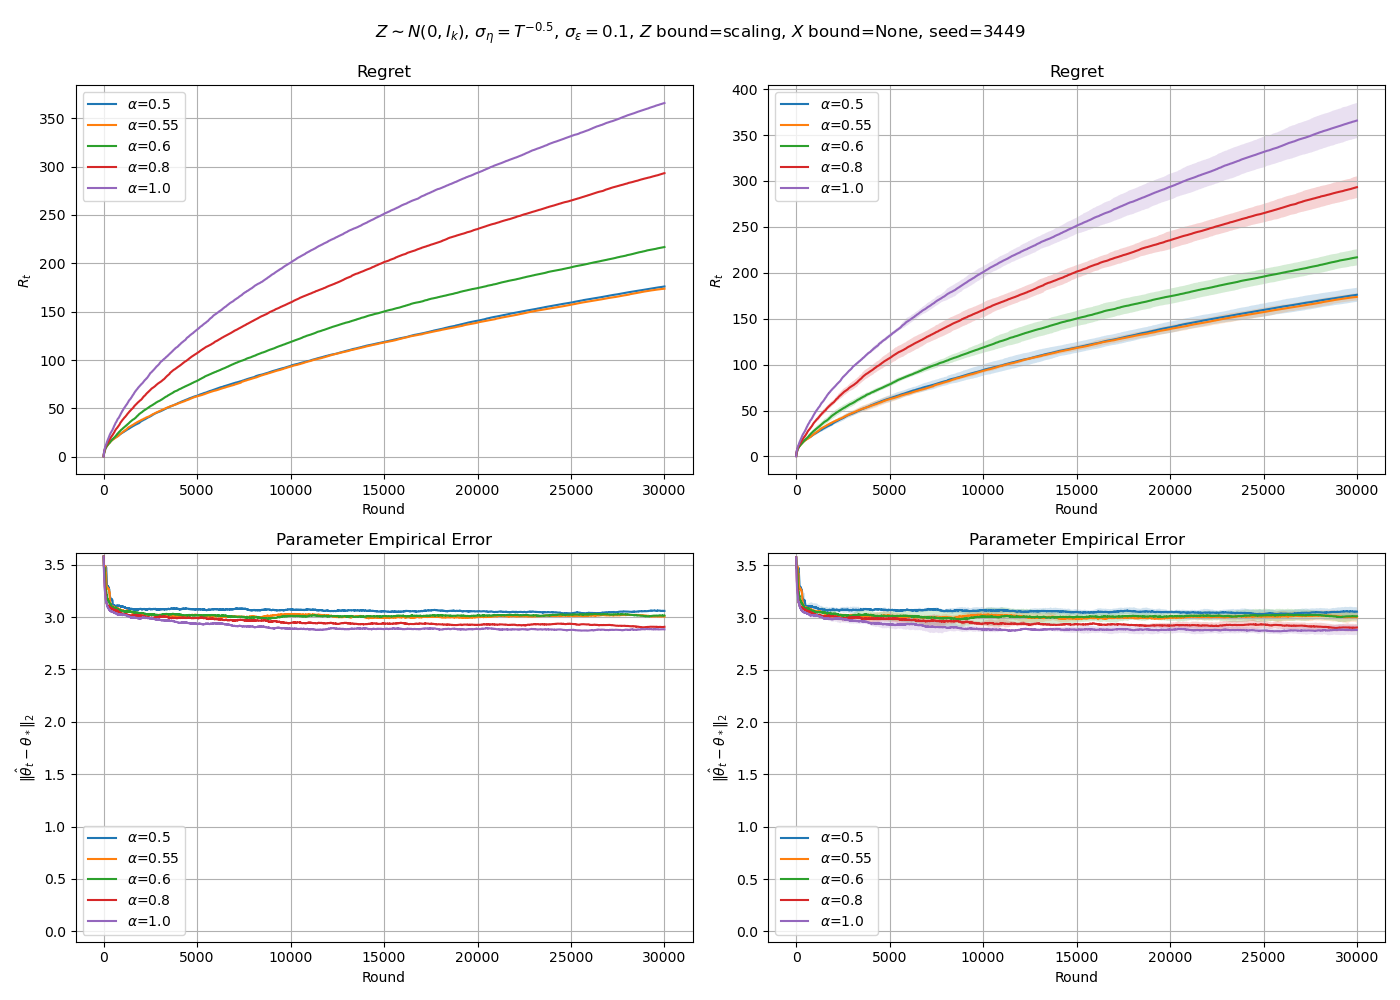 Z ∼ N(0, I_k), σ_η = T^{−0.5}, σ_ε = 0.1, Z bound=scaling, X bound=None, seed=3449
Regret
R_t
350
300
250
200
150
100
50
0
α=0.5
α=0.55
α=0.6
α=0.8
α=1.0
0 5000 10000 15000 20000 25000 30000
Round
Regret
R_t
400
350
300
250
200
150
100
50
0
α=0.5
α=0.55
α=0.6
α=0.8
α=1.0
0 5000 10000 15000 20000 25000 30000
Round
Parameter Empirical Error
‖θ̂_t − θ_*‖_2
3.5
3.0
2.5
2.0
1.5
1.0
0.5
0.0
α=0.5
α=0.55
α=0.6
α=0.8
α=1.0
0 5000 10000 15000 20000 25000 30000
Round
Parameter Empirical Error
‖θ̂_t − θ_*‖_2
3.5
3.0
2.5
2.0
1.5
1.0
0.5
0.0
α=0.5
α=0.55
α=0.6
α=0.8
α=1.0
0 5000 10000 15000 20000 25000 30000
Round